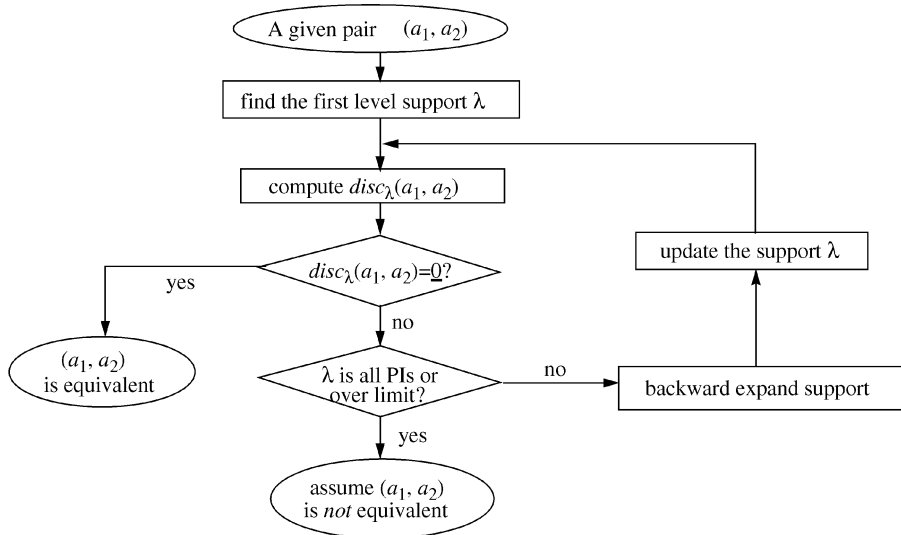 A given pair (a1, a2)
find the first level support λ
compute discλ(a1, a2)
update the support λ
discλ(a1, a2)=0?
yes
no
(a1, a2)
is equivalent
λ is all PIs or
over limit?
no
backward expand support
yes
assume (a1, a2)
is not equivalent